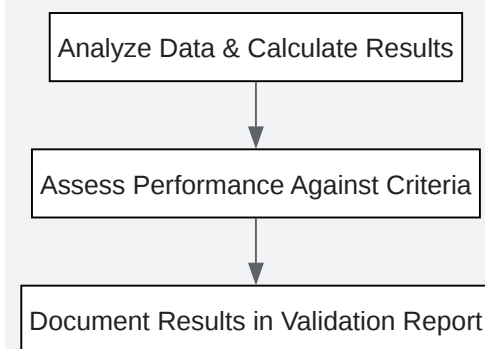 Analyze Data & Calculate Results
Assess Performance Against Criteria
Document Results in Validation Report